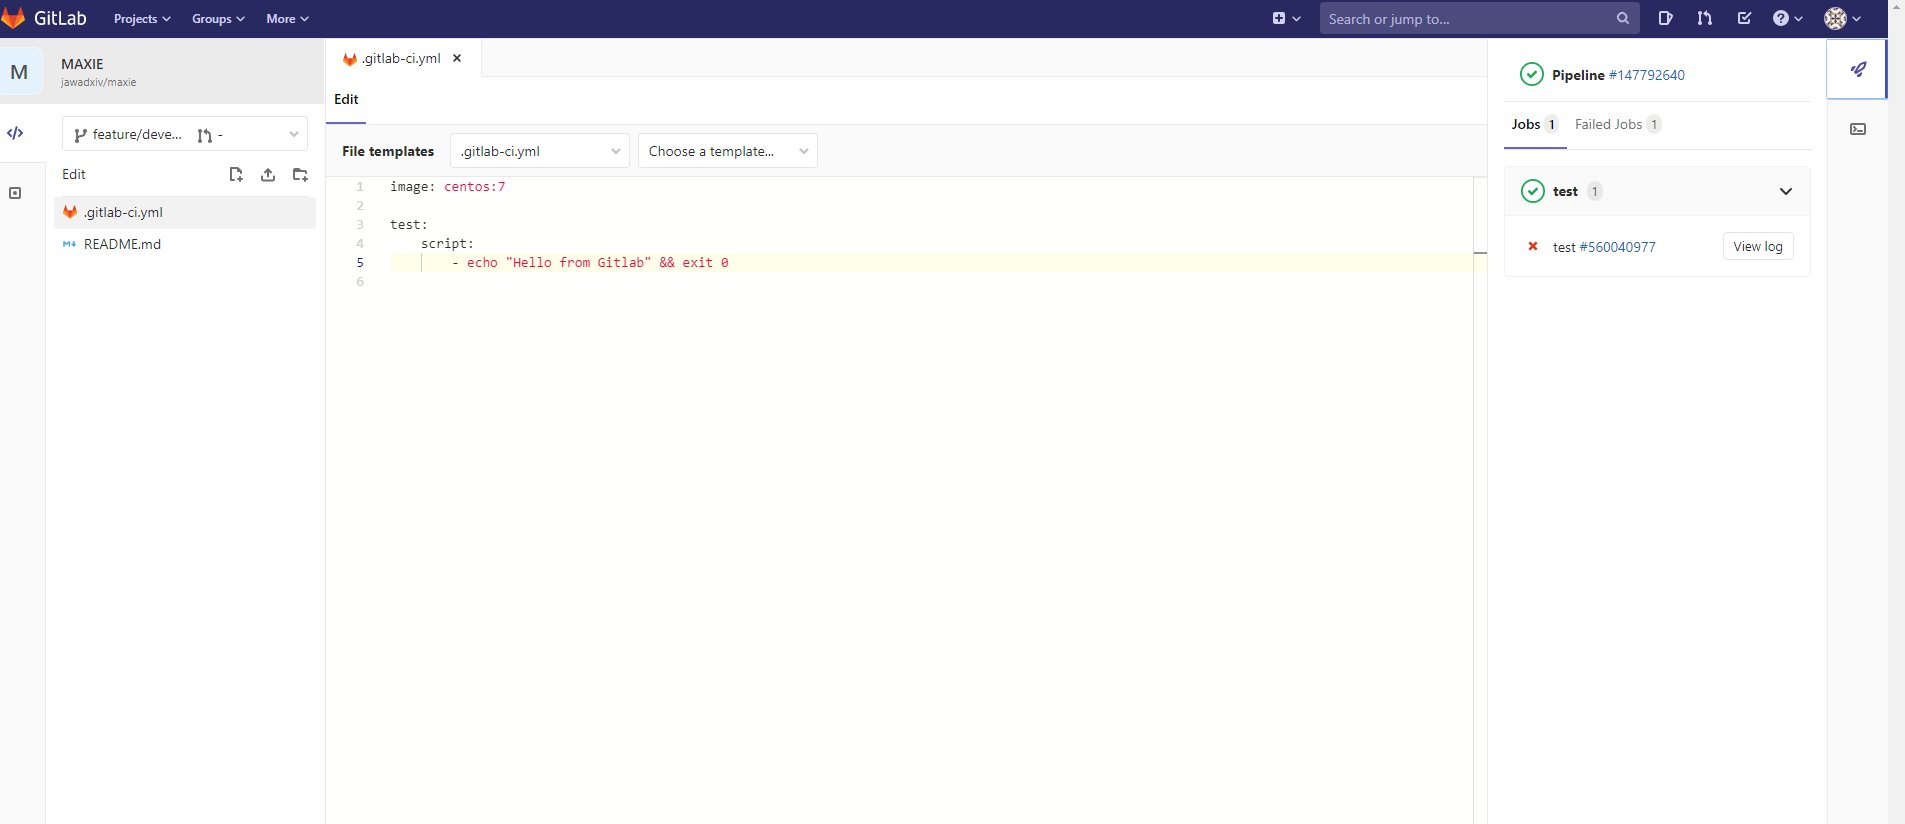 GitLab Projects Groups More Search or jump to...
M MAXIE
jawadxiv/maxie
feature/deve... -
Edit
.gitlab-ci.yml
README.md
.gitlab-ci.yml
Edit
File templates .gitlab-ci.yml Choose a template...
1 image: centos:7
2
3 test:
4 script:
5 - echo "Hello from Gitlab" && exit 0
6
Pipeline #147792640
Jobs 1 Failed Jobs 1
test 1
test #560040977 View log